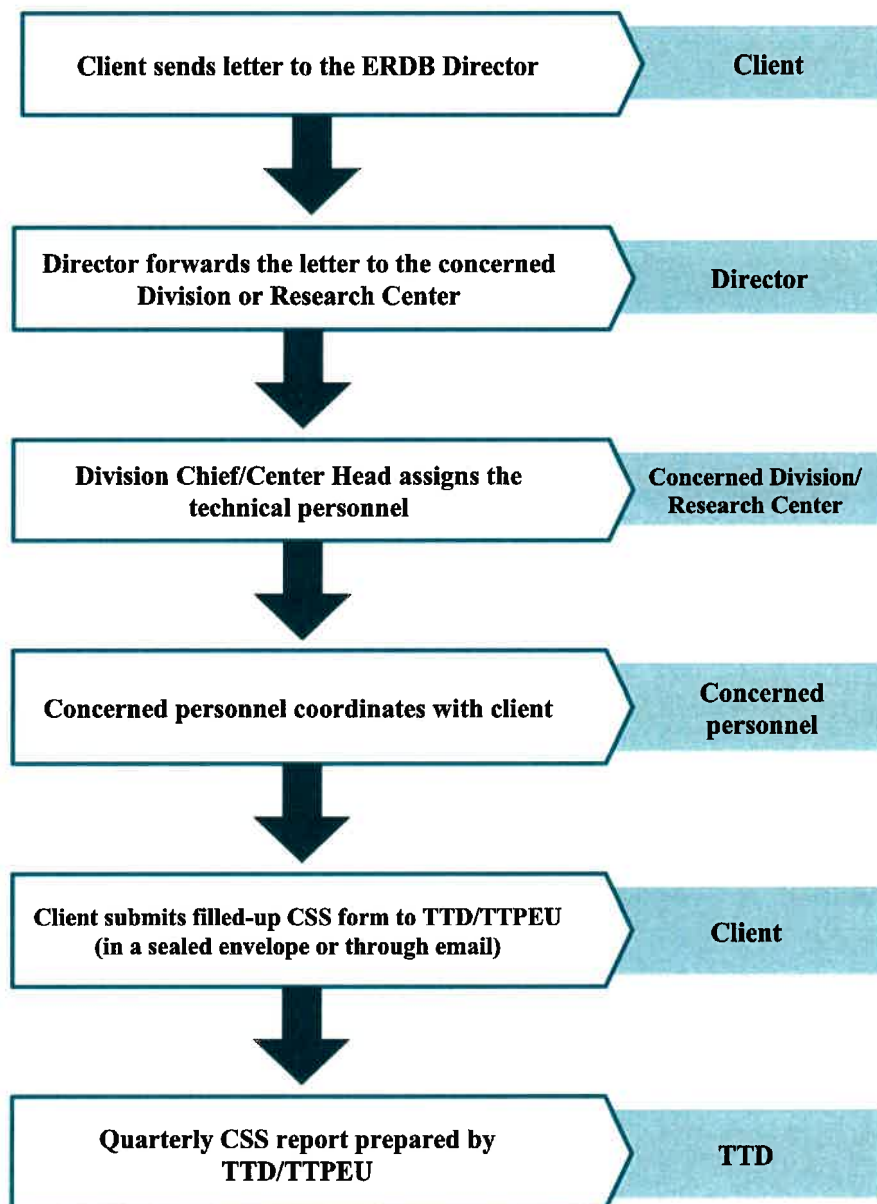 Client sends letter to the ERDB Director
Client
Director forwards the letter to the concerned
Division or Research Center
Director
Division Chief/Center Head assigns the
technical personnel
Concerned Division/
Research Center
Concerned personnel coordinates with client
Concerned
personnel
Client submits filled-up CSS form to TTD/TTPEU
(in a sealed envelope or through email)
Client
Quarterly CSS report prepared by
TTD/TTPEU
TTD